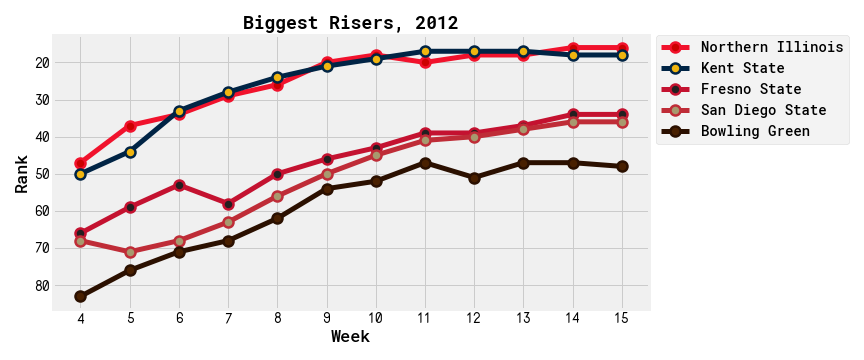 Biggest Risers, 2012
20
30
40
50
60
70
80
Rank
4 5 6 7 8 9 10 11 12 13 14 15
Week
Northern Illinois
Kent State
Fresno State
San Diego State
Bowling Green